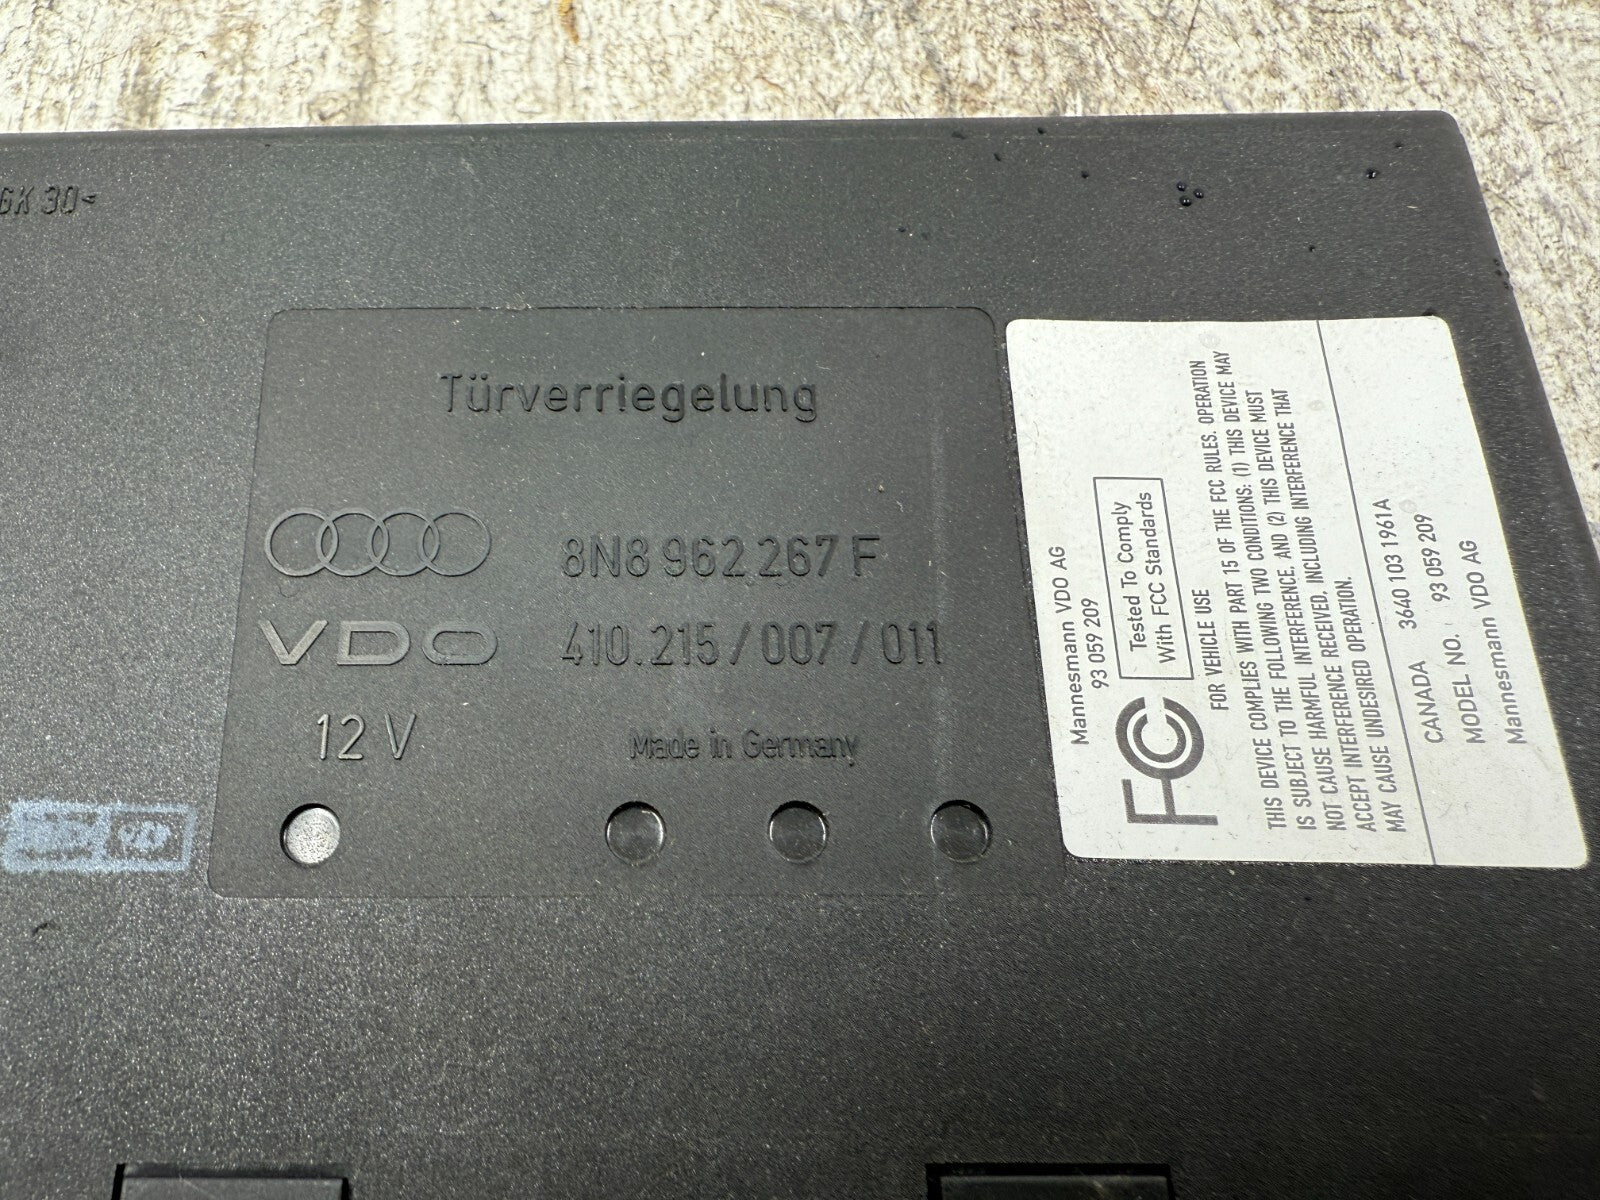 GK 30<
Türverriegelung
8N8 962 267 F
VDO 410.215/007/011
12 V Made in Germany
Mannesmann VDO AG
93 059 209
FC Tested To Comply
With FCC Standards
FOR VEHICLE USE
THIS DEVICE COMPLIES WITH PART 15 OF THE FCC RULES. OPERATION
IS SUBJECT TO THE FOLLOWING TWO CONDITIONS: (1) THIS DEVICE MAY
NOT CAUSE HARMFUL INTERFERENCE, AND (2) THIS DEVICE MUST
ACCEPT INTERFERENCE RECEIVED, INCLUDING INTERFERENCE THAT
MAY CAUSE UNDESIRED OPERATION.
CANADA 3640 103 1961A
MODEL NO. 93 059 209
Mannesmann VDO AG